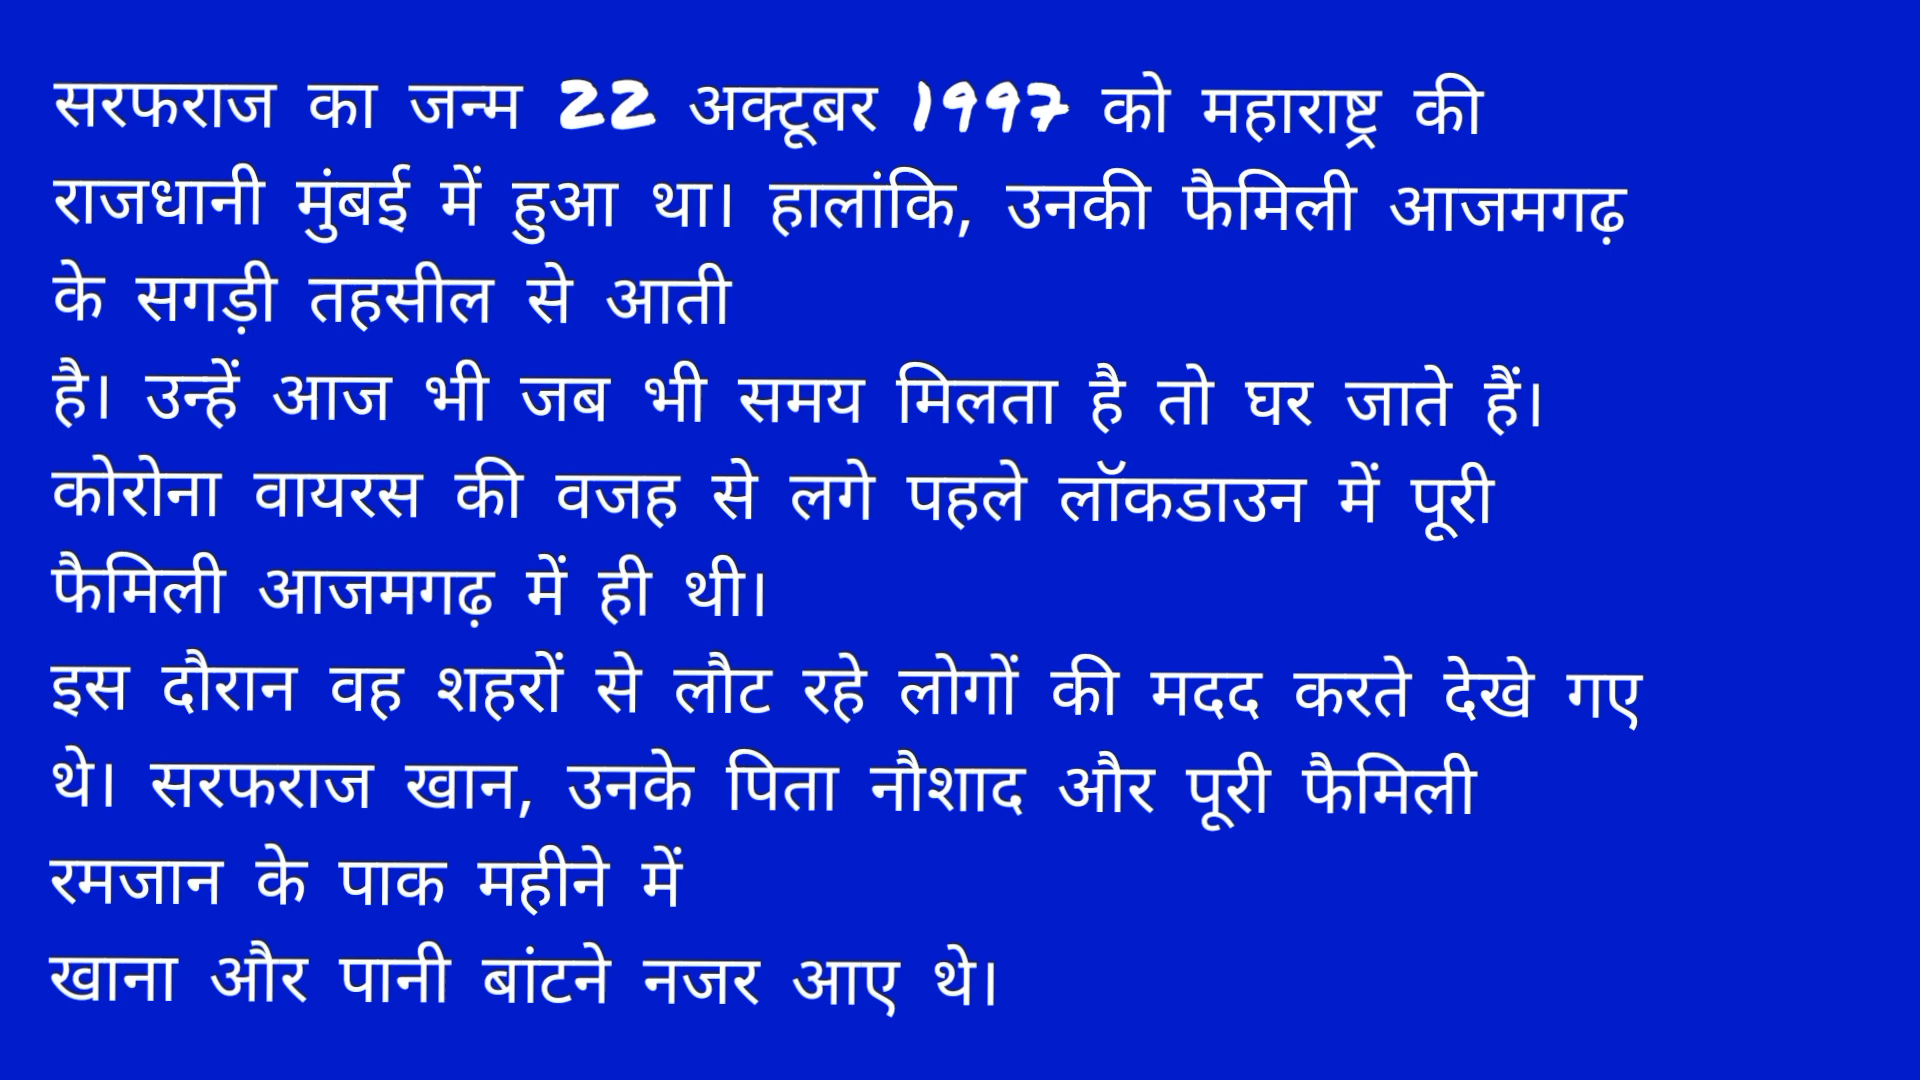 सरफराज का जन्म 22 अक्टूबर 1997 को महाराष्ट्र की
राजधानी मुंबई में हुआ था। हालांकि, उनकी फैमिली आजमगढ़
के सगड़ी तहसील से आती
है। उन्हें आज भी जब भी समय मिलता है तो घर जाते हैं।
कोरोना वायरस की वजह से लगे पहले लॉकडाउन में पूरी
फैमिली आजमगढ़ में ही थी।
इस दौरान वह शहरों से लौट रहे लोगों की मदद करते देखे गए
थे। सरफराज खान, उनके पिता नौशाद और पूरी फैमिली
रमजान के पाक महीने में
खाना और पानी बांटने नजर आए थे।